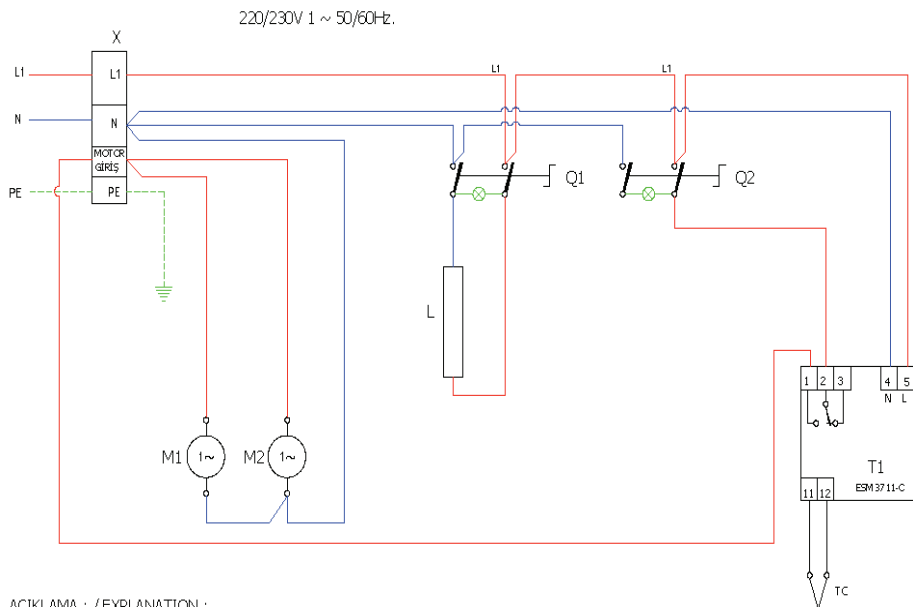 220/230V 1 ~ 50/60Hz.
X
L1 L1 L1 L1
N N
MOTOR
GİRİŞ
PE PE
Q1 Q2
L
1 2 3 4 5
N L
M1 1~ M2 1~
T1
ESM 3711-C
11 12
TC
AÇIKLAMA : / EXPLANATION :